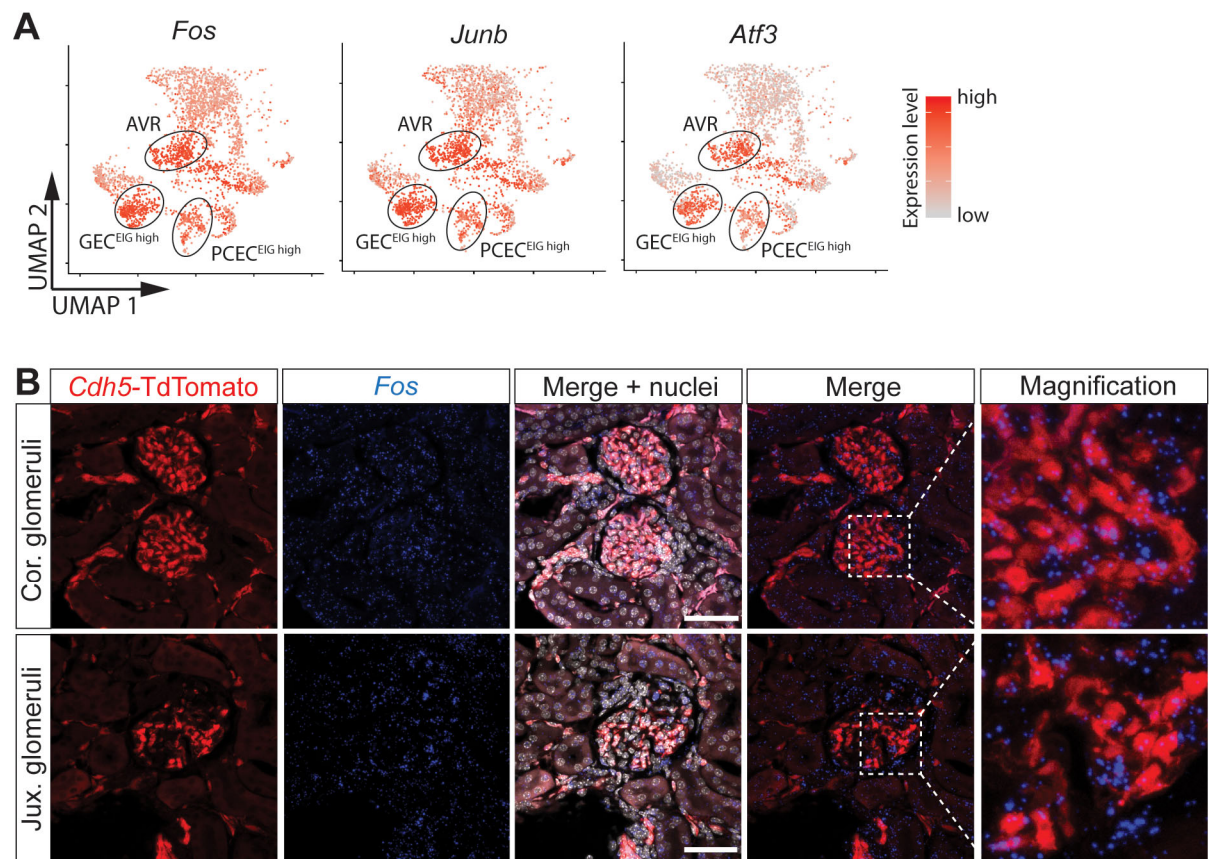 A
Fos
Junb
Atf3
AVR
GEC^EIG high
PCEC^EIG high
AVR
GEC^EIG high
PCEC^EIG high
AVR
GEC^EIG high
PCEC^EIG high
Expression level
high
low
UMAP 2
UMAP 1
B
Cdh5-TdTomato
Fos
Merge + nuclei
Merge
Magnification
Cor. glomeruli
Jux. glomeruli